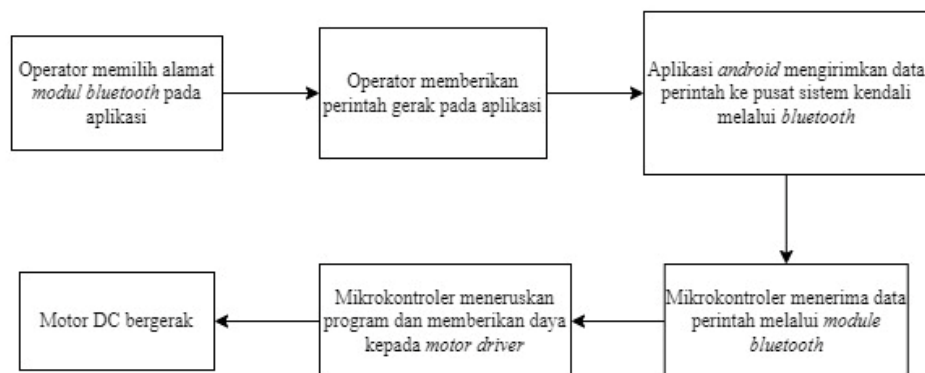 Operator memilih alamat
modul bluetooth pada
aplikasi
Operator memberikan
perintah gerak pada aplikasi
Aplikasi android mengirimkan data
perintah ke pusat sistem kendali
melalui bluetooth
Mikrokontroler menerima data
perintah melalui module
bluetooth
Mikrokontroler meneruskan
program dan memberikan daya
kepada motor driver
Motor DC bergerak